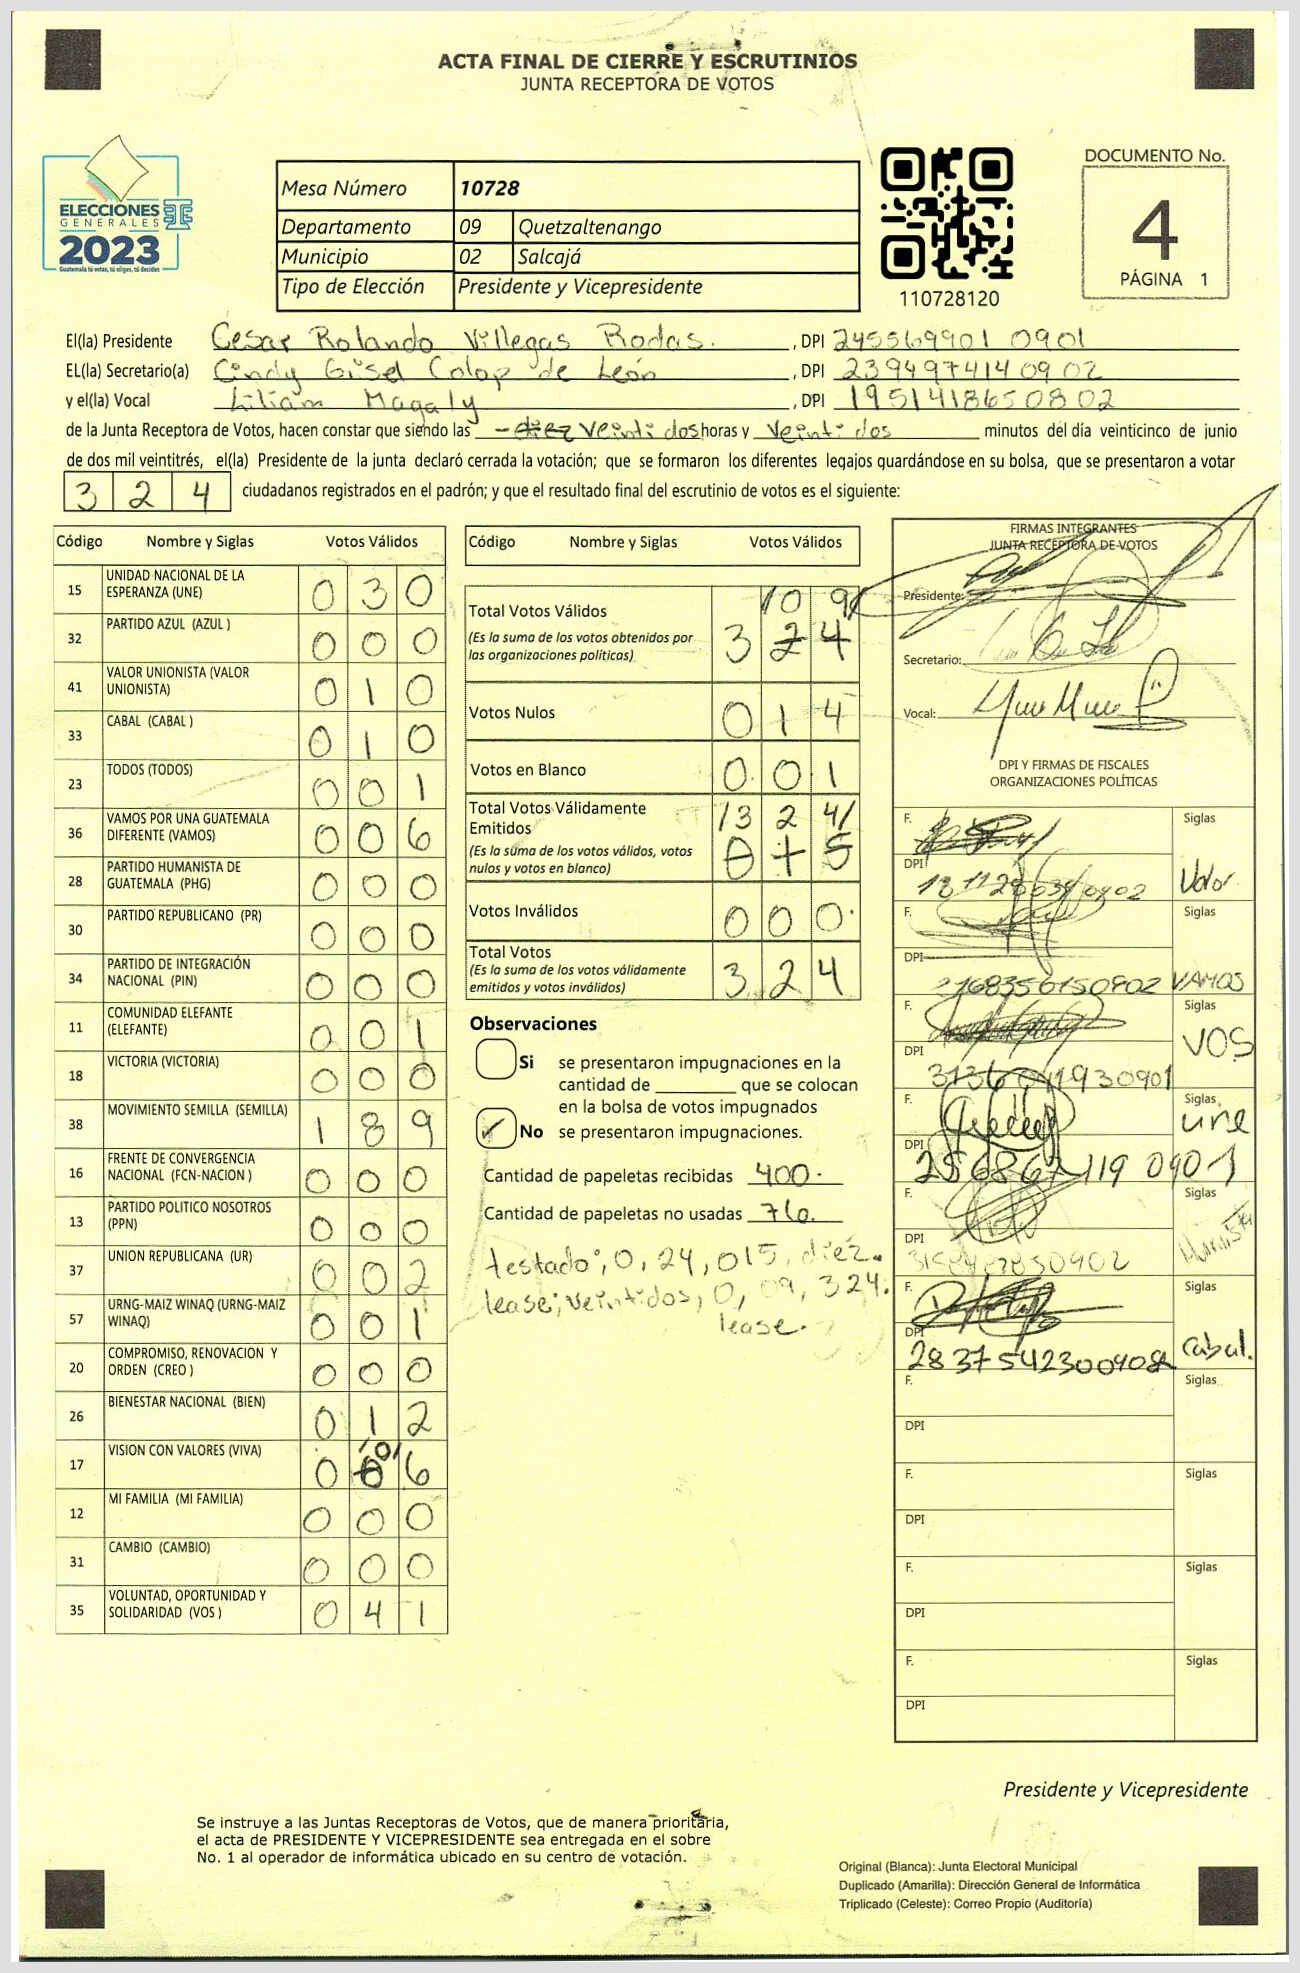 ACTA FINAL DE CIERRE Y ESCRUTINIOS
JUNTA RECEPTORA DE VOTOS
ELECCIONES
GENERALES
2023
Guatemala tú votas, tú eliges, tú decides
Mesa Número 10728
Departamento 09 Quetzaltenango
Municipio 02 Salcajá
Tipo de Elección Presidente y Vicepresidente
110728120
DOCUMENTO No.
4
PÁGINA 1
El(la) Presidente Cesar Rolando Villegas Rodas. , DPI 245569901 0901
EL(la) Secretario(a) Cindy Gisel Colop de León , DPI 2394974140902
y el(la) Vocal Liliam Magaly , DPI 1951418650802
de la Junta Receptora de Votos, hacen constar que siendo las - diez veintidos horas y veintidos minutos del día veinticinco de junio
de dos mil veintitrés, el(la) Presidente de la junta declaró cerrada la votación; que se formaron los diferentes legajos guardándose en su bolsa, que se presentaron a votar
3 2 4 ciudadanos registrados en el padrón; y que el resultado final del escrutinio de votos es el siguiente:
Código Nombre y Siglas Votos Válidos
15 UNIDAD NACIONAL DE LA ESPERANZA (UNE) 0 3 0
32 PARTIDO AZUL (AZUL ) 0 0 0
41 VALOR UNIONISTA (VALOR UNIONISTA) 0 1 0
33 CABAL (CABAL ) 0 1 0
23 TODOS (TODOS) 0 0 1
36 VAMOS POR UNA GUATEMALA DIFERENTE (VAMOS) 0 0 6
28 PARTIDO HUMANISTA DE GUATEMALA (PHG) 0 0 0
30 PARTIDO REPUBLICANO (PR) 0 0 0
34 PARTIDO DE INTEGRACIÓN NACIONAL (PIN) 0 0 0
11 COMUNIDAD ELEFANTE (ELEFANTE) 0 0 1
18 VICTORIA (VICTORIA) 0 0 0
38 MOVIMIENTO SEMILLA (SEMILLA) 1 8 9
16 FRENTE DE CONVERGENCIA NACIONAL (FCN-NACION ) 0 0 0
13 PARTIDO POLITICO NOSOTROS (PPN) 0 0 0
37 UNION REPUBLICANA (UR) 0 0 2
57 URNG-MAIZ WINAQ (URNG-MAIZ WINAQ) 0 0 1
20 COMPROMISO, RENOVACION Y ORDEN (CREO ) 0 0 0
26 BIENESTAR NACIONAL (BIEN) 0 1 2
17 VISION CON VALORES (VIVA) 0 /0/ 6
12 MI FAMILIA (MI FAMILIA) 0 0 0
31 CAMBIO (CAMBIO) 0 0 0
35 VOLUNTAD, OPORTUNIDAD Y SOLIDARIDAD (VOS ) 0 4 1
Código Nombre y Siglas Votos Válidos
Total Votos Válidos /0 9/
(Es la suma de los votos obtenidos por las organizaciones políticas) 3 2 4
Votos Nulos 0 1 4
Votos en Blanco 0 0 1
Total Votos Válidamente Emitidos /3 2 4/
(Es la suma de los votos válidos, votos nulos y votos en blanco) 0 1 5
Votos Inválidos 0 0 0
Total Votos 3 2 4
(Es la suma de los votos válidamente emitidos y votos inválidos)
Observaciones
Si se presentaron impugnaciones en la
cantidad de ________ que se colocan
en la bolsa de votos impugnados
No se presentaron impugnaciones.
Cantidad de papeletas recibidas 400.
Cantidad de papeletas no usadas 76.
testado; 0, 24, 015, diez.
lease; veintidos, 0, 09, 324.
lease.
FIRMAS INTEGRANTES
JUNTA RECEPTORA DE VOTOS
Presidente:
Secretario:
Vocal:
DPI Y FIRMAS DE FISCALES
ORGANIZACIONES POLÍTICAS
F. Siglas
DPI Valor
F. Siglas
DPI VAMOS
F. Siglas
DPI VOS
F. Siglas
DPI 256867119 0901 une
F. Siglas
DPI
F. Siglas
DPI Cabal.
F. Siglas
DPI
F. Siglas
DPI
F. Siglas
DPI
F. Siglas
DPI
Presidente y Vicepresidente
Se instruye a las Juntas Receptoras de Votos, que de manera prioritaria,
el acta de PRESIDENTE Y VICEPRESIDENTE sea entregada en el sobre
No. 1 al operador de informática ubicado en su centro de votación.
Original (Blanca): Junta Electoral Municipal
Duplicado (Amarilla): Dirección General de Informática
Triplicado (Celeste): Correo Propio (Auditoría)